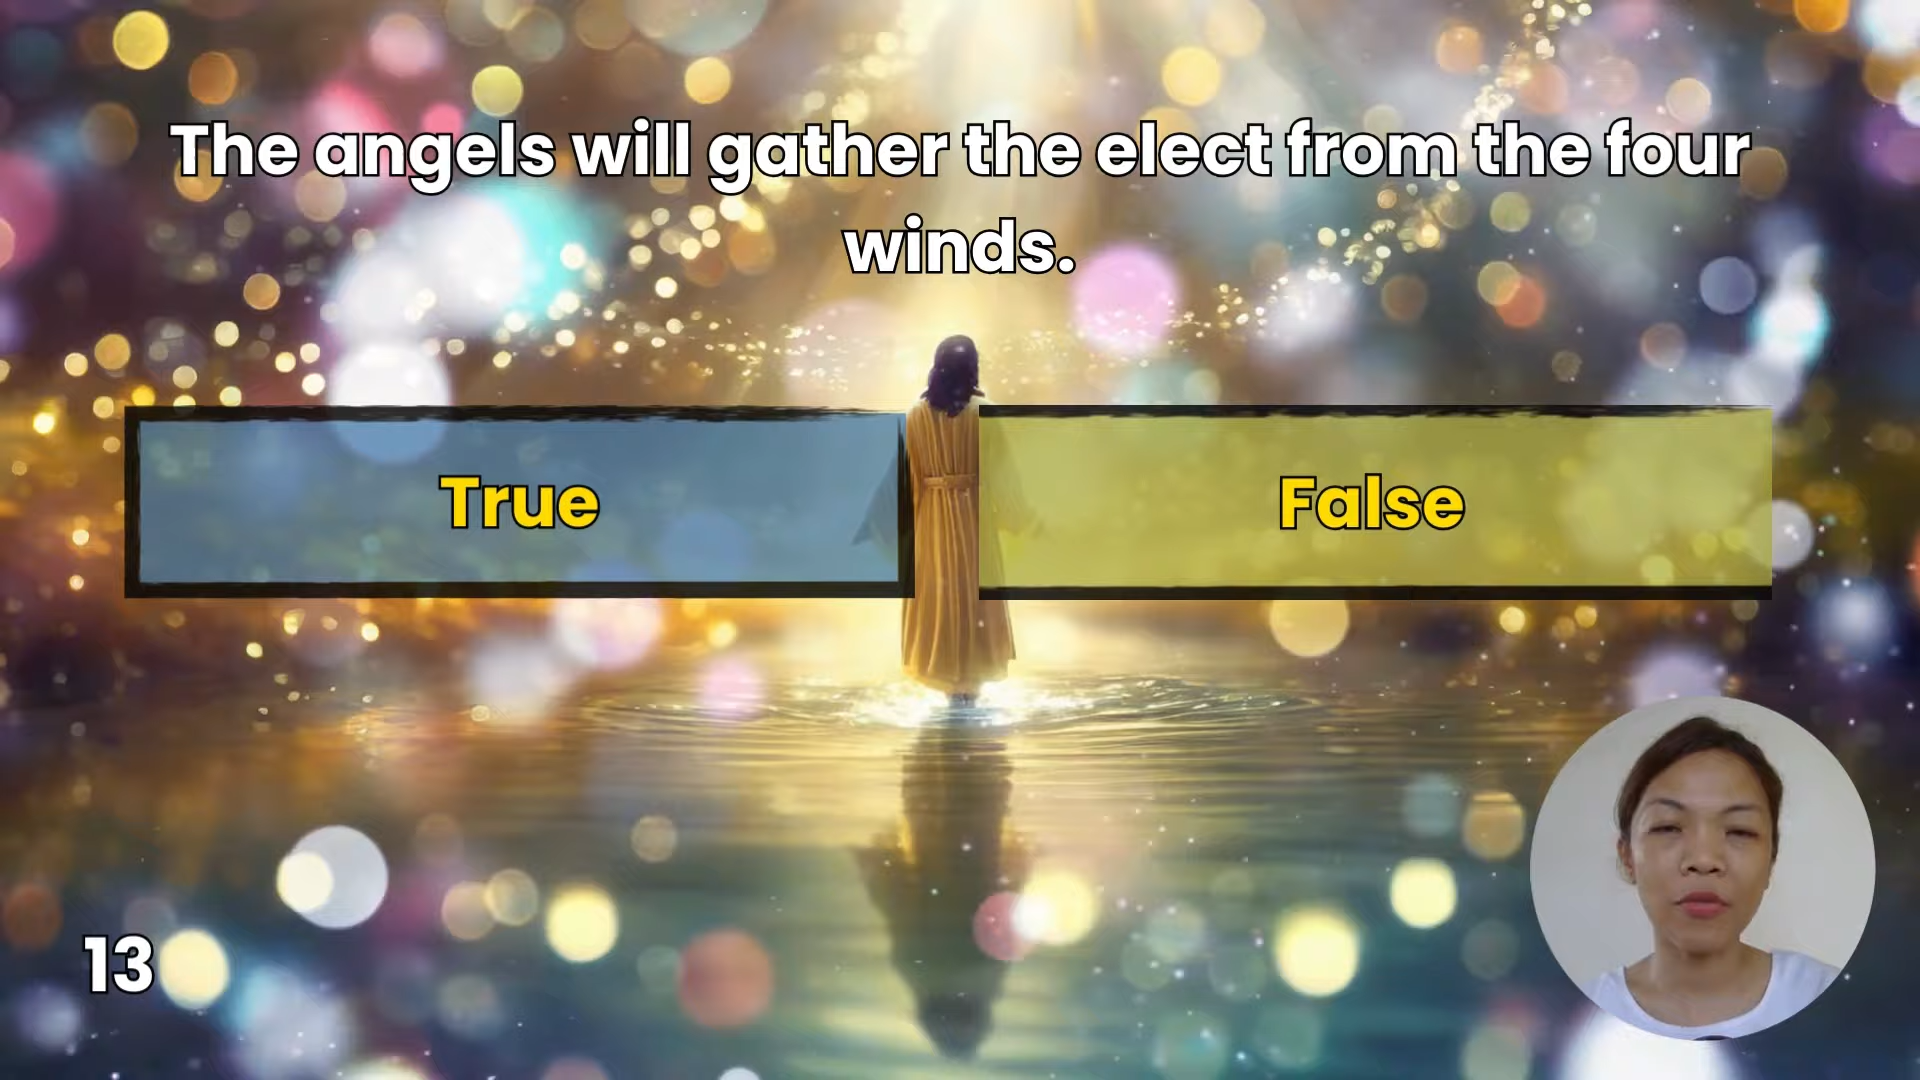 The angels will gather the elect from the four
winds.
True
False
13